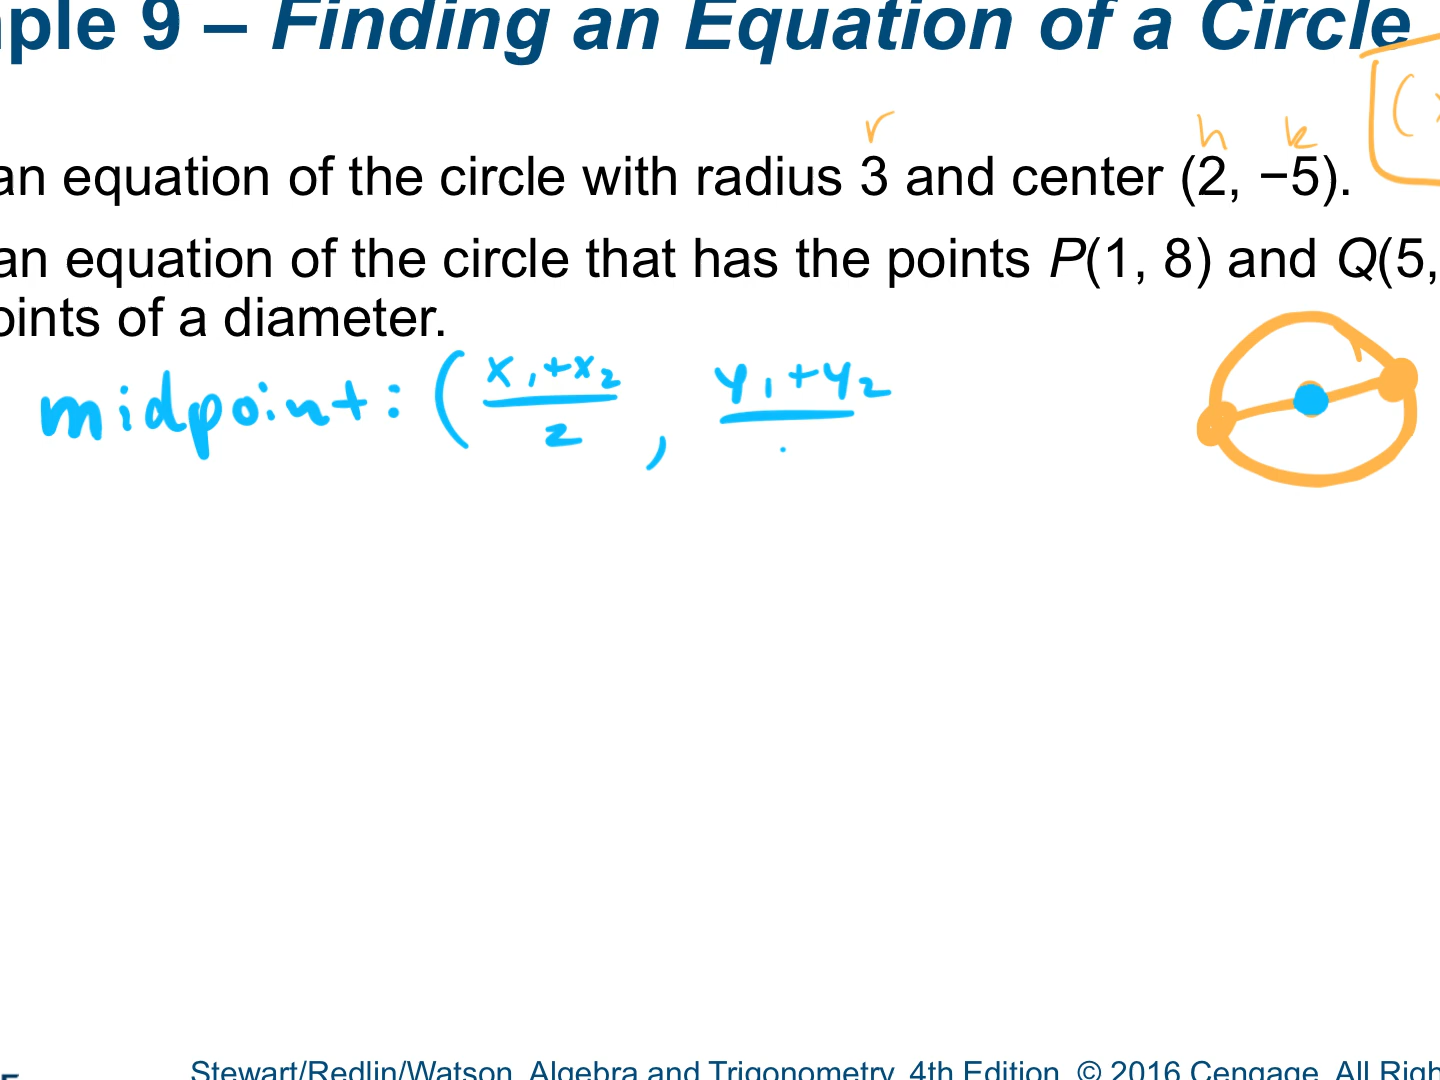 ple 9 – Finding an Equation of a Circle
r h k (
an equation of the circle with radius 3 and center (2, −5).
an equation of the circle that has the points P(1, 8) and Q(5,
oints of a diameter.
midpoint: ( x₁+x₂ / 2 , y₁+y₂
Stewart/Redlin/Watson, Algebra and Trigonometry, 4th Edition, © 2016 Cengage. All Righ